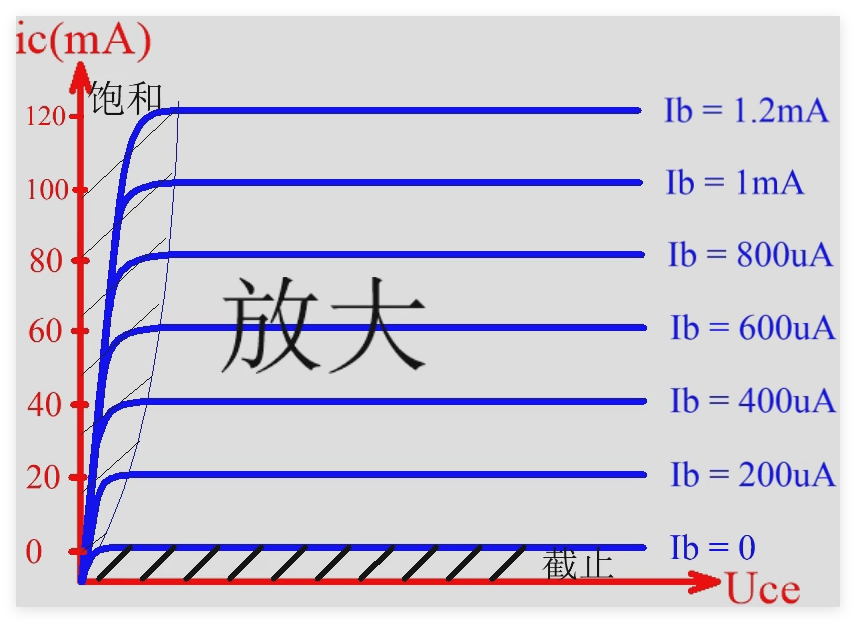 ic(mA)
饱和
120
Ib = 1.2mA
100
Ib = 1mA
80
Ib = 800uA
放大
60
Ib = 600uA
40
Ib = 400uA
20
Ib = 200uA
0
Ib = 0
截止
Uce